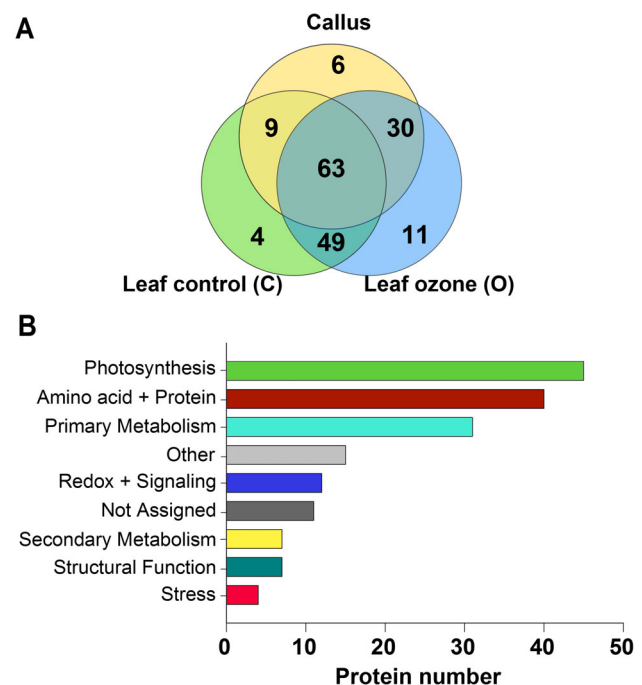 A
Callus
6
9
30
63
4
49
11
Leaf control (C)
Leaf ozone (O)
B
Photosynthesis
Amino acid + Protein
Primary Metabolism
Other
Redox + Signaling
Not Assigned
Secondary Metabolism
Structural Function
Stress
0 10 20 30 40 50
Protein number